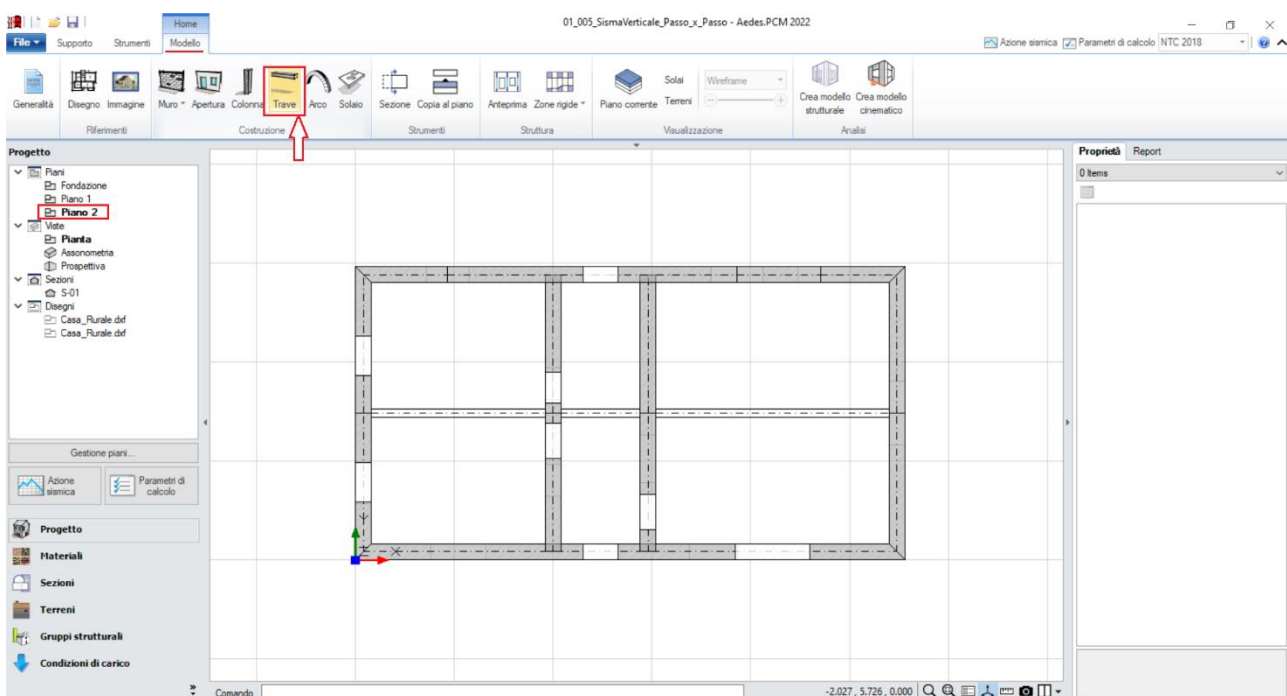 Home
01_005_SismaVerticale_Passo_x_Passo - Aedes.PCM 2022
File Supporto Strumenti Modello
Azione sismica Parametri di calcolo NTC 2018
Generalità Disegno Immagine Muro Apertura Colonna Trave Arco Solaio Sezione Copia al piano Anteprima Zone rigide Piano corrente Solai Terreni Wireframe Crea modello strutturale Crea modello cinematico
Riferimenti Costruzione Strumenti Struttura Visualizzazione Analisi
Progetto
Piani
Fondazione
Piano 1
Piano 2
Viste
Pianta
Assonometria
Prospettiva
Sezioni
S-01
Disegni
Casa_Rurale.dxf
Casa_Rurale.dxf
Gestione piani...
Azione sismica
Parametri di calcolo
Progetto
Materiali
Sezioni
Terreni
Gruppi strutturali
Condizioni di carico
Proprietà Report
0 Items
Comando
-2.027, 5.726, 0.000